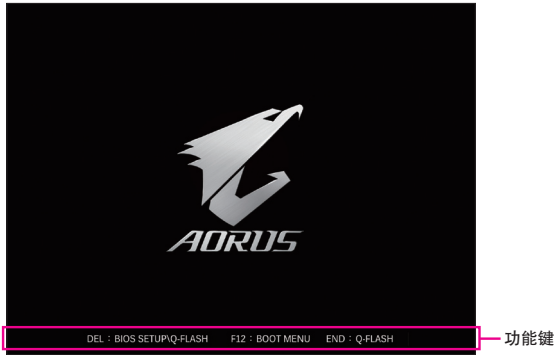 AORUS
DEL：BIOS SETUP\Q-FLASH F12：BOOT MENU END：Q-FLASH
功能键